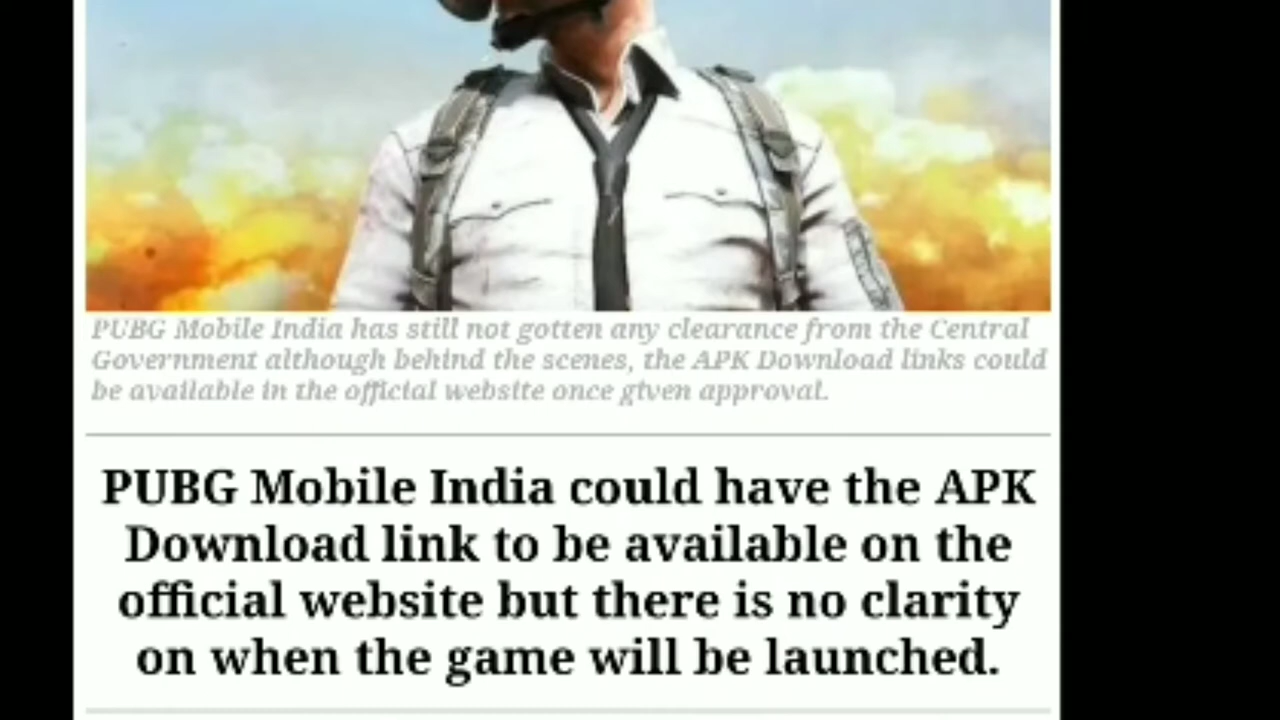 PUBG Mobile India has still not gotten any clearance from the Central
Government although behind the scenes, the APK Download links could
be available in the official website once given approval.
PUBG Mobile India could have the APK
Download link to be available on the
official website but there is no clarity
on when the game will be launched.